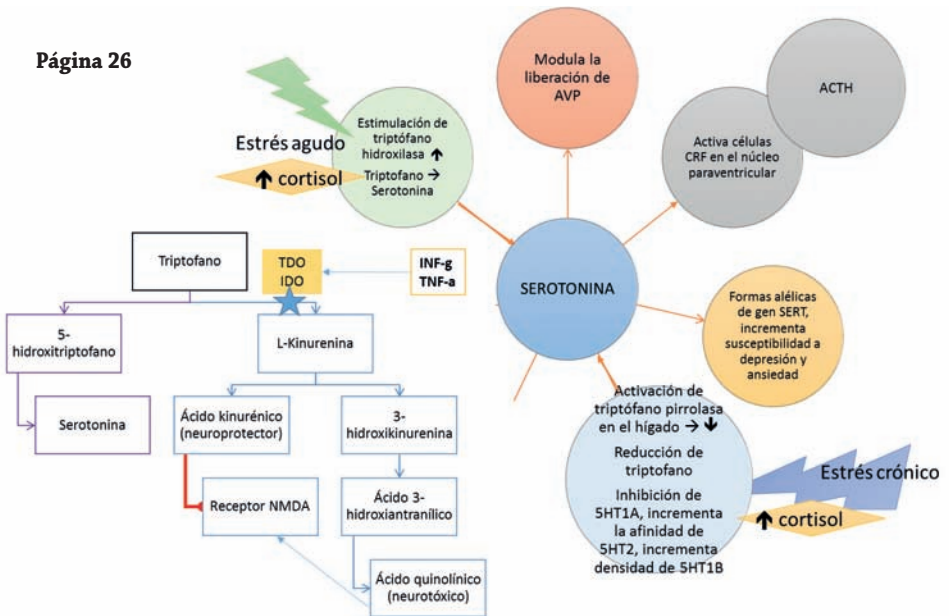 Página 26
Modula la
liberación de
AVP
ACTH
Activa células
CRF en el núcleo
paraventricular
Estrés agudo
↑ cortisol
Estimulación de
triptófano
hidroxilasa ↑
Triptofano →
Serotonina
SEROTONINA
Triptofano
TDO
IDO
INF-g
TNF-a
5-
hidroxitriptofano
L-Kinurenina
Serotonina
Ácido kinurénico
(neuroprotector)
3-
hidroxikinurenina
Receptor NMDA
Ácido 3-
hidroxiantranílico
Ácido quinolínico
(neurotóxico)
Formas alélicas
de gen SERT,
incrementa
susceptibilidad a
depresión y
ansiedad
Activación de
triptófano pirrolasa
en el hígado → ↓
Reducción de
triptofano
Inhibición de
5HT1A, incrementa
la afinidad de
5HT2, incrementa
densidad de 5HT1B
Estrés crónico
↑ cortisol